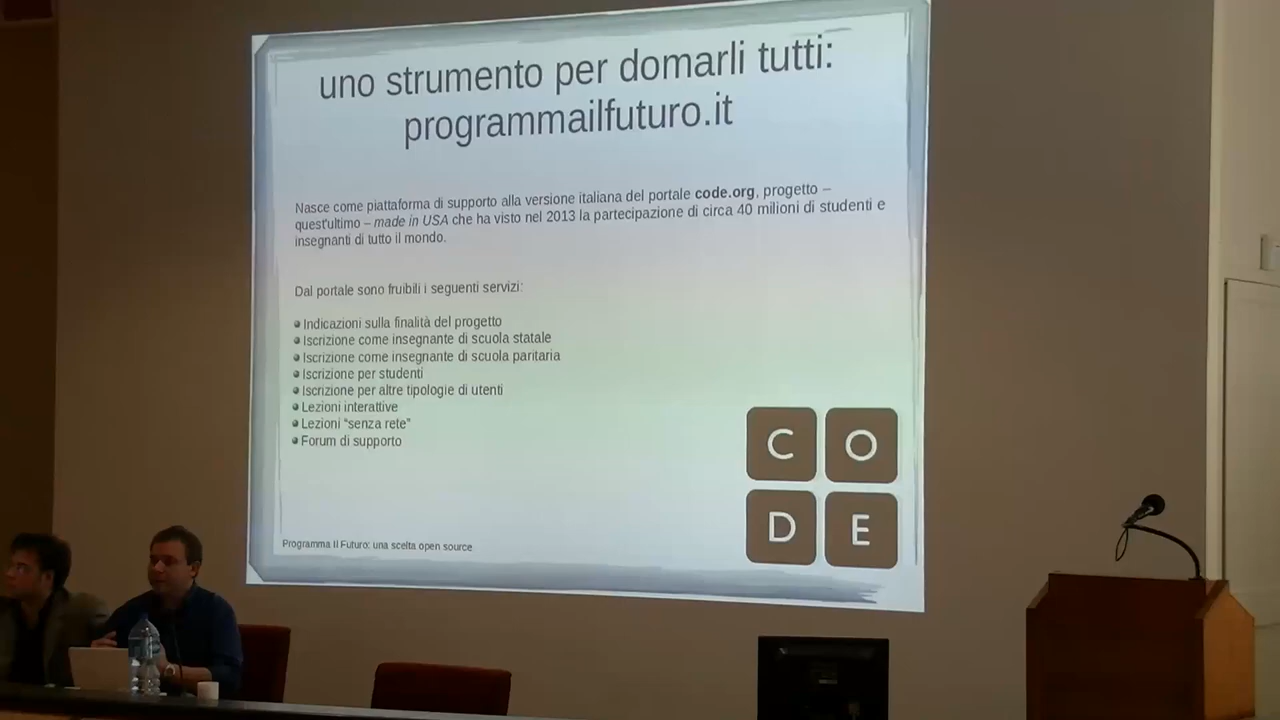 uno strumento per domarli tutti:
programmailfuturo.it
Nasce come piattaforma di supporto alla versione italiana del portale code.org, progetto –
quest'ultimo – made in USA che ha visto nel 2013 la partecipazione di circa 40 milioni di studenti e
insegnanti di tutto il mondo.
Dal portale sono fruibili i seguenti servizi:
Indicazioni sulla finalità del progetto
Iscrizione come insegnante di scuola statale
Iscrizione come insegnante di scuola paritaria
Iscrizione per studenti
Iscrizione per altre tipologie di utenti
Lezioni interattive
Lezioni “senza rete”
Forum di supporto
C O
D E
Programma Il Futuro: una scelta open source